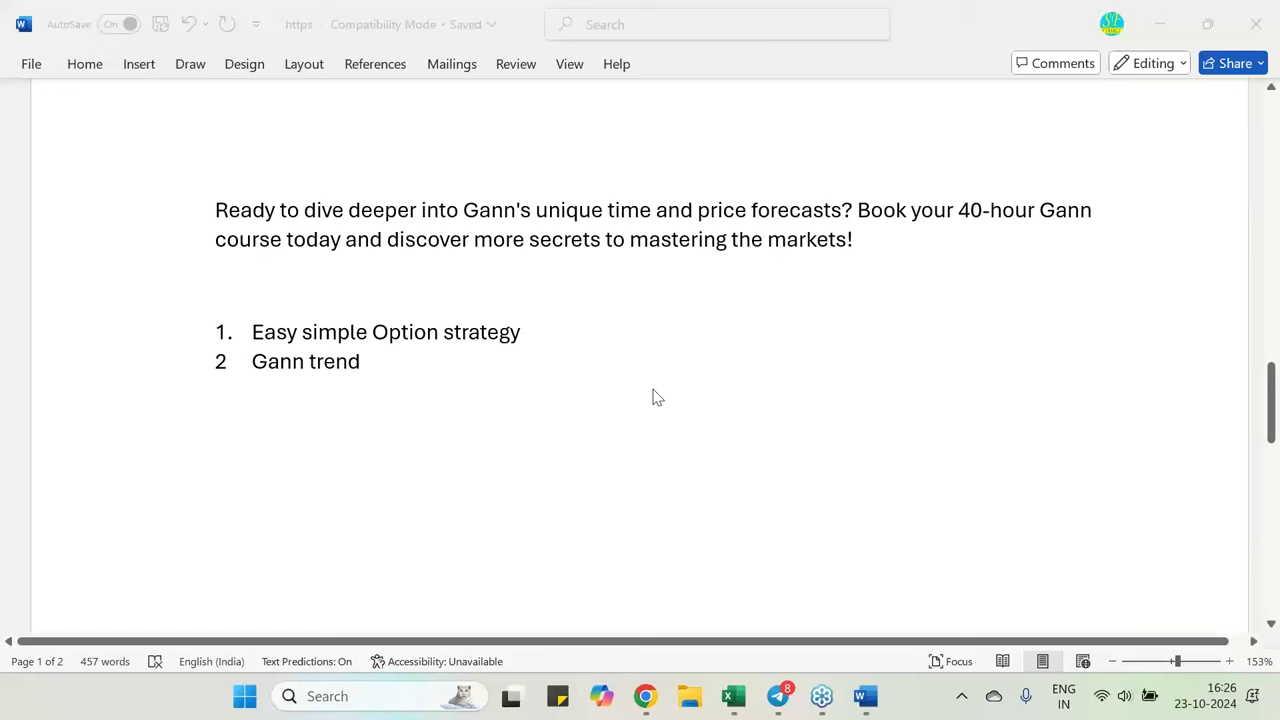 AutoSave On https • Compatibility Mode • Saved Search
File Home Insert Draw Design Layout References Mailings Review View Help Comments Editing Share
Ready to dive deeper into Gann's unique time and price forecasts? Book your 40-hour Gann
course today and discover more secrets to mastering the markets!
1. Easy simple Option strategy
2 Gann trend
Page 1 of 2 457 words English (India) Text Predictions: On Accessibility: Unavailable Focus 153%
Search 8 ENG 16:26
IN 23-10-2024